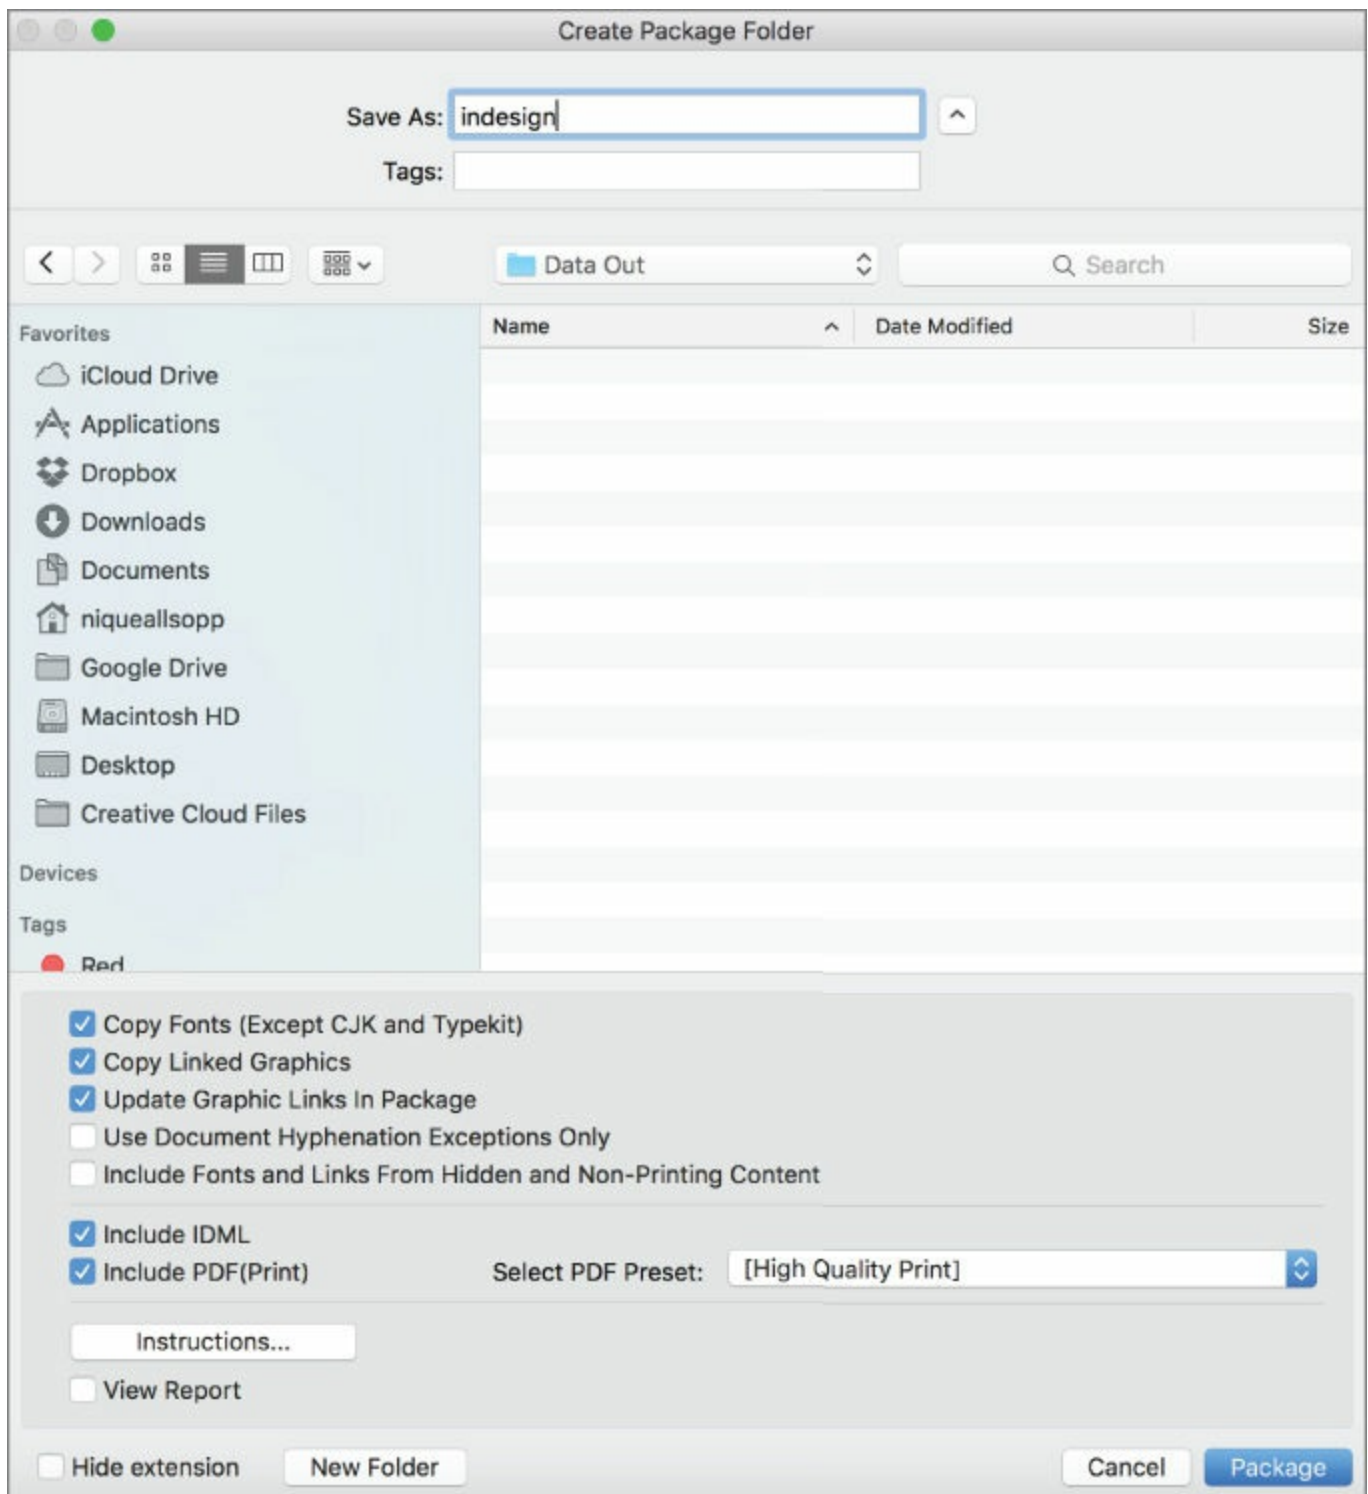 Create Package Folder
Save As: indesign
Tags:
Data Out
Search
Favorites
Name Date Modified Size
iCloud Drive
Applications
Dropbox
Downloads
Documents
niqueallsopp
Google Drive
Macintosh HD
Desktop
Creative Cloud Files
Devices
Tags
Red
Copy Fonts (Except CJK and Typekit)
Copy Linked Graphics
Update Graphic Links In Package
Use Document Hyphenation Exceptions Only
Include Fonts and Links From Hidden and Non-Printing Content
Include IDML
Include PDF(Print) Select PDF Preset: [High Quality Print]
Instructions...
View Report
Hide extension New Folder Cancel Package